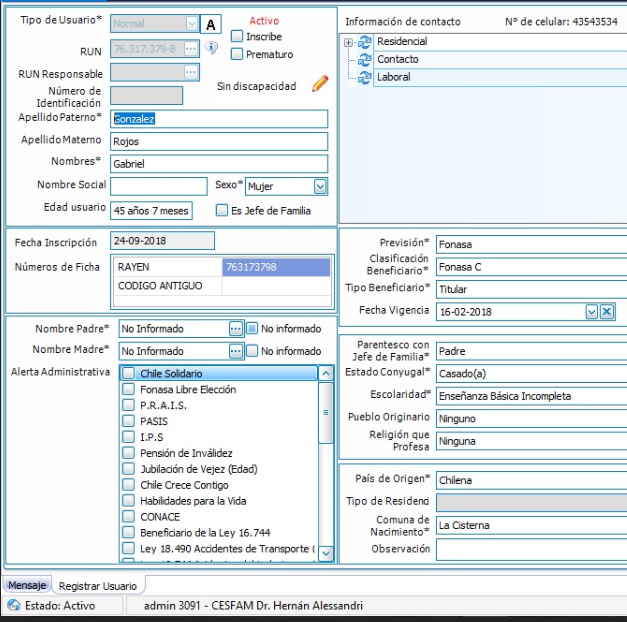 Tipo de Usuario* Normal A Activo
Inscribe
RUN 76.317.379-8 Prematuro
RUN Responsable
Número de Identificación Sin discapacidad
Apellido Paterno* Gonzalez
Apellido Materno Rojos
Nombres* Gabriel
Nombre Social Sexo* Mujer
Edad usuario 45 años 7 meses Es Jefe de Familia
Información de contacto N° de celular: 43543534
Residencial
Contacto
Laboral
Fecha Inscripción 24-09-2018
Números de Ficha RAYEN 763173798
CODIGO ANTIGUO
Previsión* Fonasa
Clasificación Beneficiario* Fonasa C
Tipo Beneficiario* Titular
Fecha Vigencia 16-02-2018
Nombre Padre* No Informado ... No informado
Nombre Madre* No Informado ... No informado
Alerta Administrativa Chile Solidario
Fonasa Libre Elección
P.R.A.I.S.
PASIS
I.P.S
Pensión de Inválidez
Jubilación de Vejez (Edad)
Chile Crece Contigo
Habilidades para la Vida
CONACE
Beneficiario de la Ley 16.744
Ley 18.490 Accidentes de Transporte (
Parentesco con Jefe de Familia* Padre
Estado Conyugal* Casado(a)
Escolaridad* Enseñanza Básica Incompleta
Pueblo Originario Ninguno
Religión que Profesa Ninguna
País de Origen* Chilena
Tipo de Residenci
Comuna de Nacimiento* La Cisterna
Observación
Mensaje Registrar Usuario
Estado: Activo admin 3091 - CESFAM Dr. Hernán Alessandri